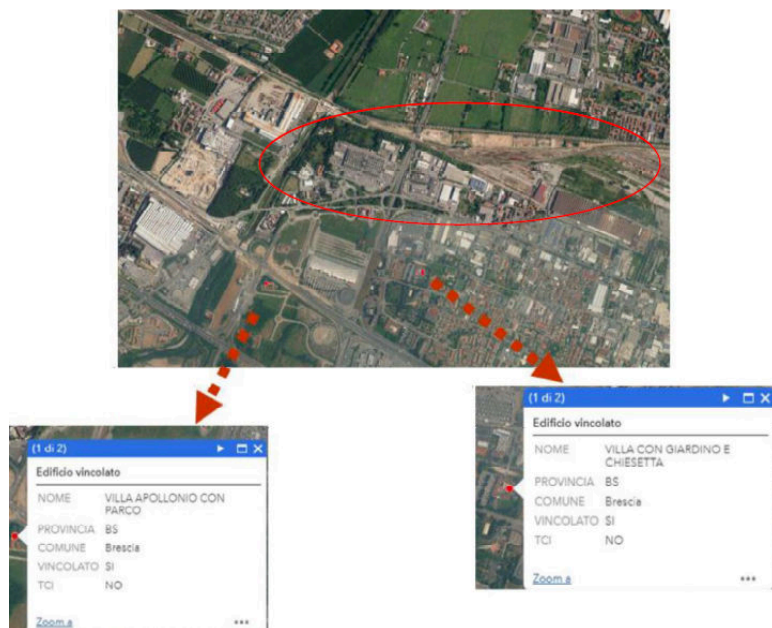 (1 di 2)
Edificio vincolato
NOME VILLA APOLLONIO CON
PARCO
PROVINCIA BS
COMUNE Brescia
VINCOLATO SI
TCI NO
Zoom a
(1 di 2)
Edificio vincolato
NOME VILLA CON GIARDINO E
CHIESETTA
PROVINCIA BS
COMUNE Brescia
VINCOLATO SI
TCI NO
Zoom a